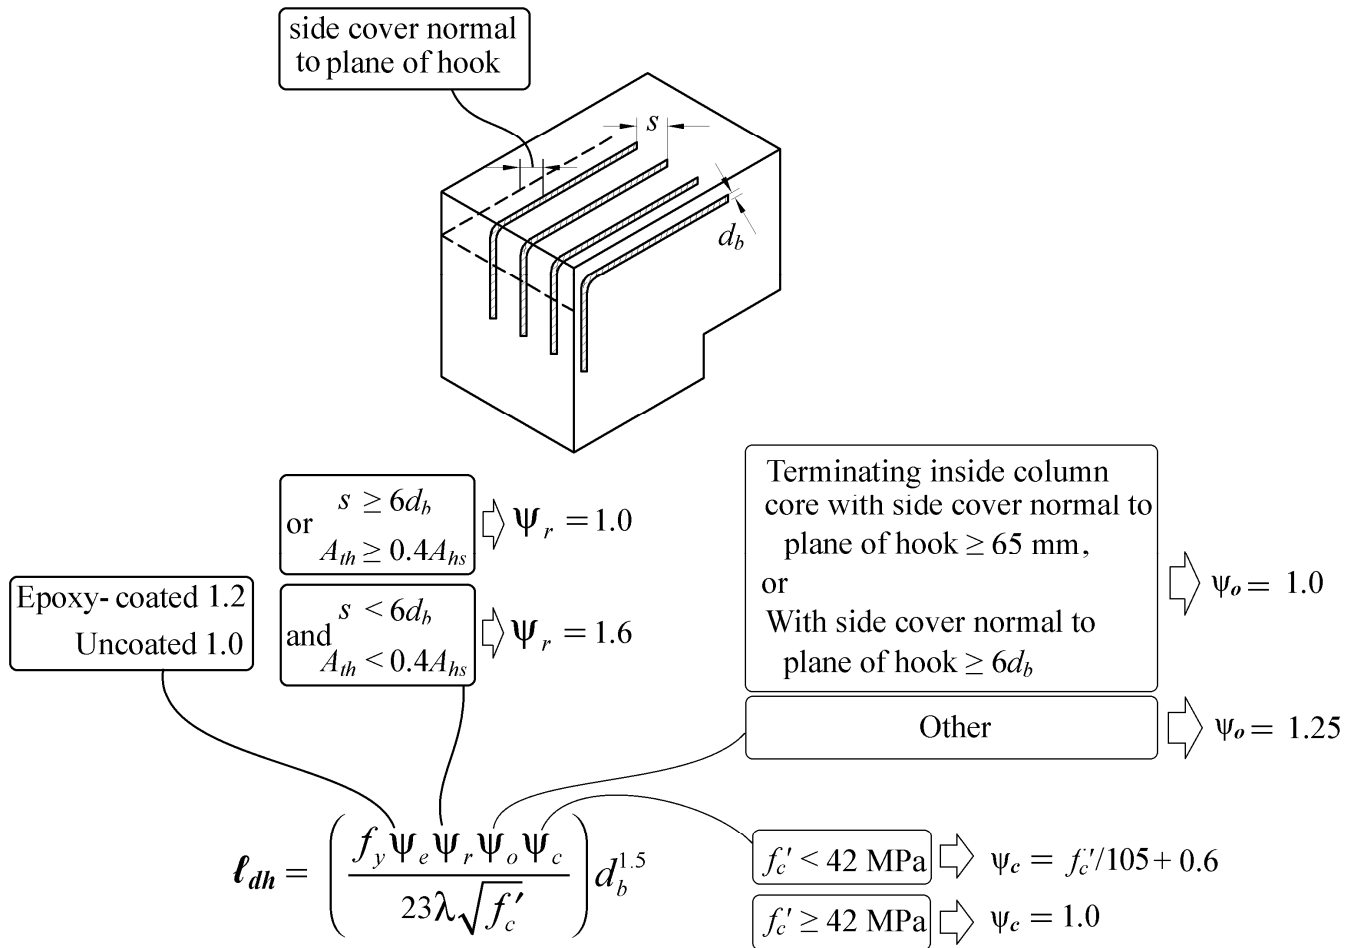 side cover normal
to plane of hook
s
d_b
s ≥ 6d_b
or
A_th ≥ 0.4A_hs
Ψ_r = 1.0
Epoxy- coated 1.2
Uncoated 1.0
s < 6d_b
and
A_th < 0.4A_hs
Ψ_r = 1.6
Terminating inside column
core with side cover normal to
plane of hook ≥ 65 mm,
or
With side cover normal to
plane of hook ≥ 6d_b
ψ_o = 1.0
Other
ψ_o = 1.25
ℓ_dh = ( f_y Ψ_e Ψ_r Ψ_o Ψ_c / 23λ√f_c′ ) d_b^1.5
f_c′ < 42 MPa
ψ_c = f_c′/105 + 0.6
f_c′ ≥ 42 MPa
ψ_c = 1.0